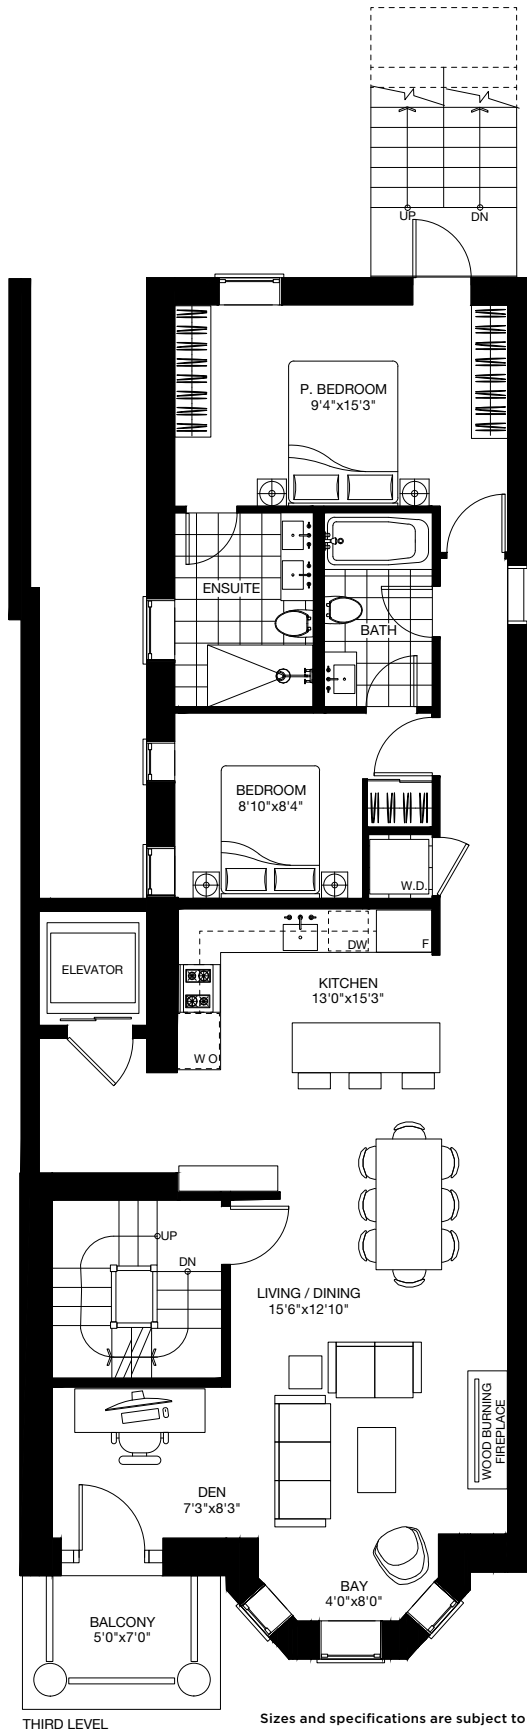 UP
DN
P. BEDROOM
9'4"x15'3"
ENSUITE
BATH
BEDROOM
8'10"x8'4"
W.D.
DW
F
ELEVATOR
KITCHEN
13'0"x15'3"
W O
UP
DN
LIVING / DINING
15'6"x12'10"
WOOD BURNING
FIREPLACE
DEN
7'3"x8'3"
BAY
4'0"x8'0"
BALCONY
5'0"x7'0"
THIRD LEVEL
Sizes and specifications are subject to